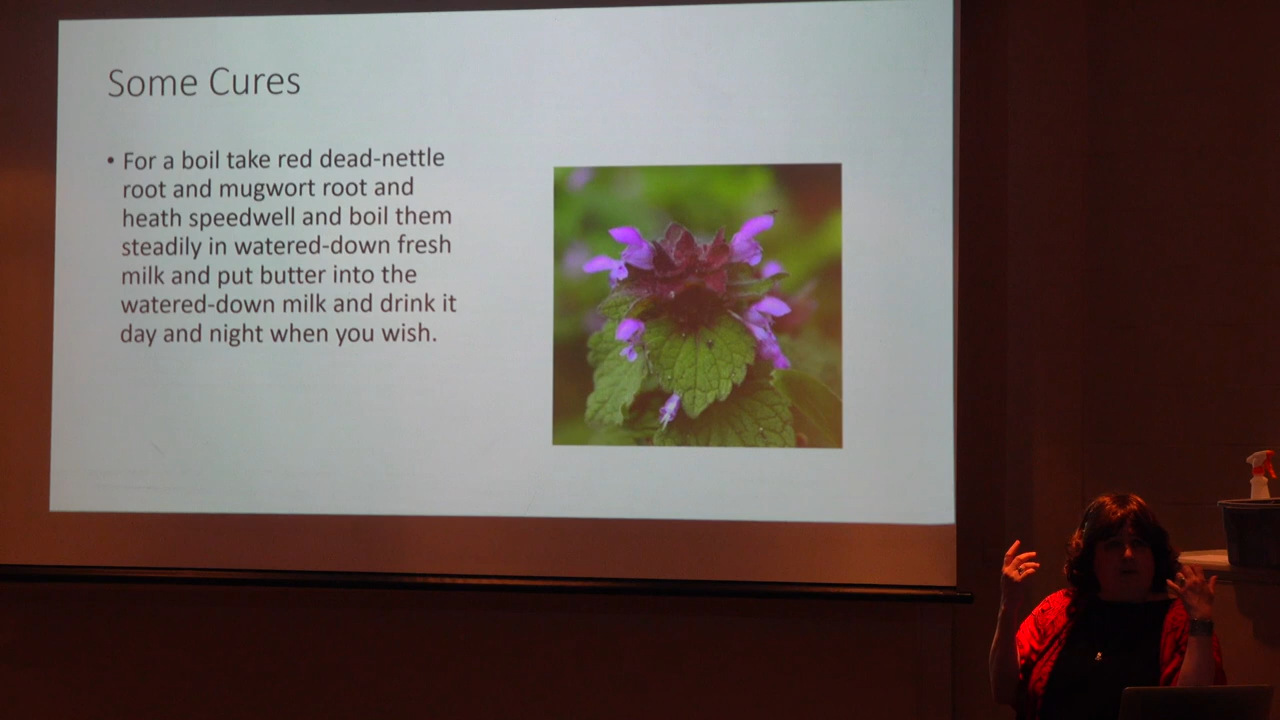 Some Cures
• For a boil take red dead-nettle
root and mugwort root and
heath speedwell and boil them
steadily in watered-down fresh
milk and put butter into the
watered-down milk and drink it
day and night when you wish.